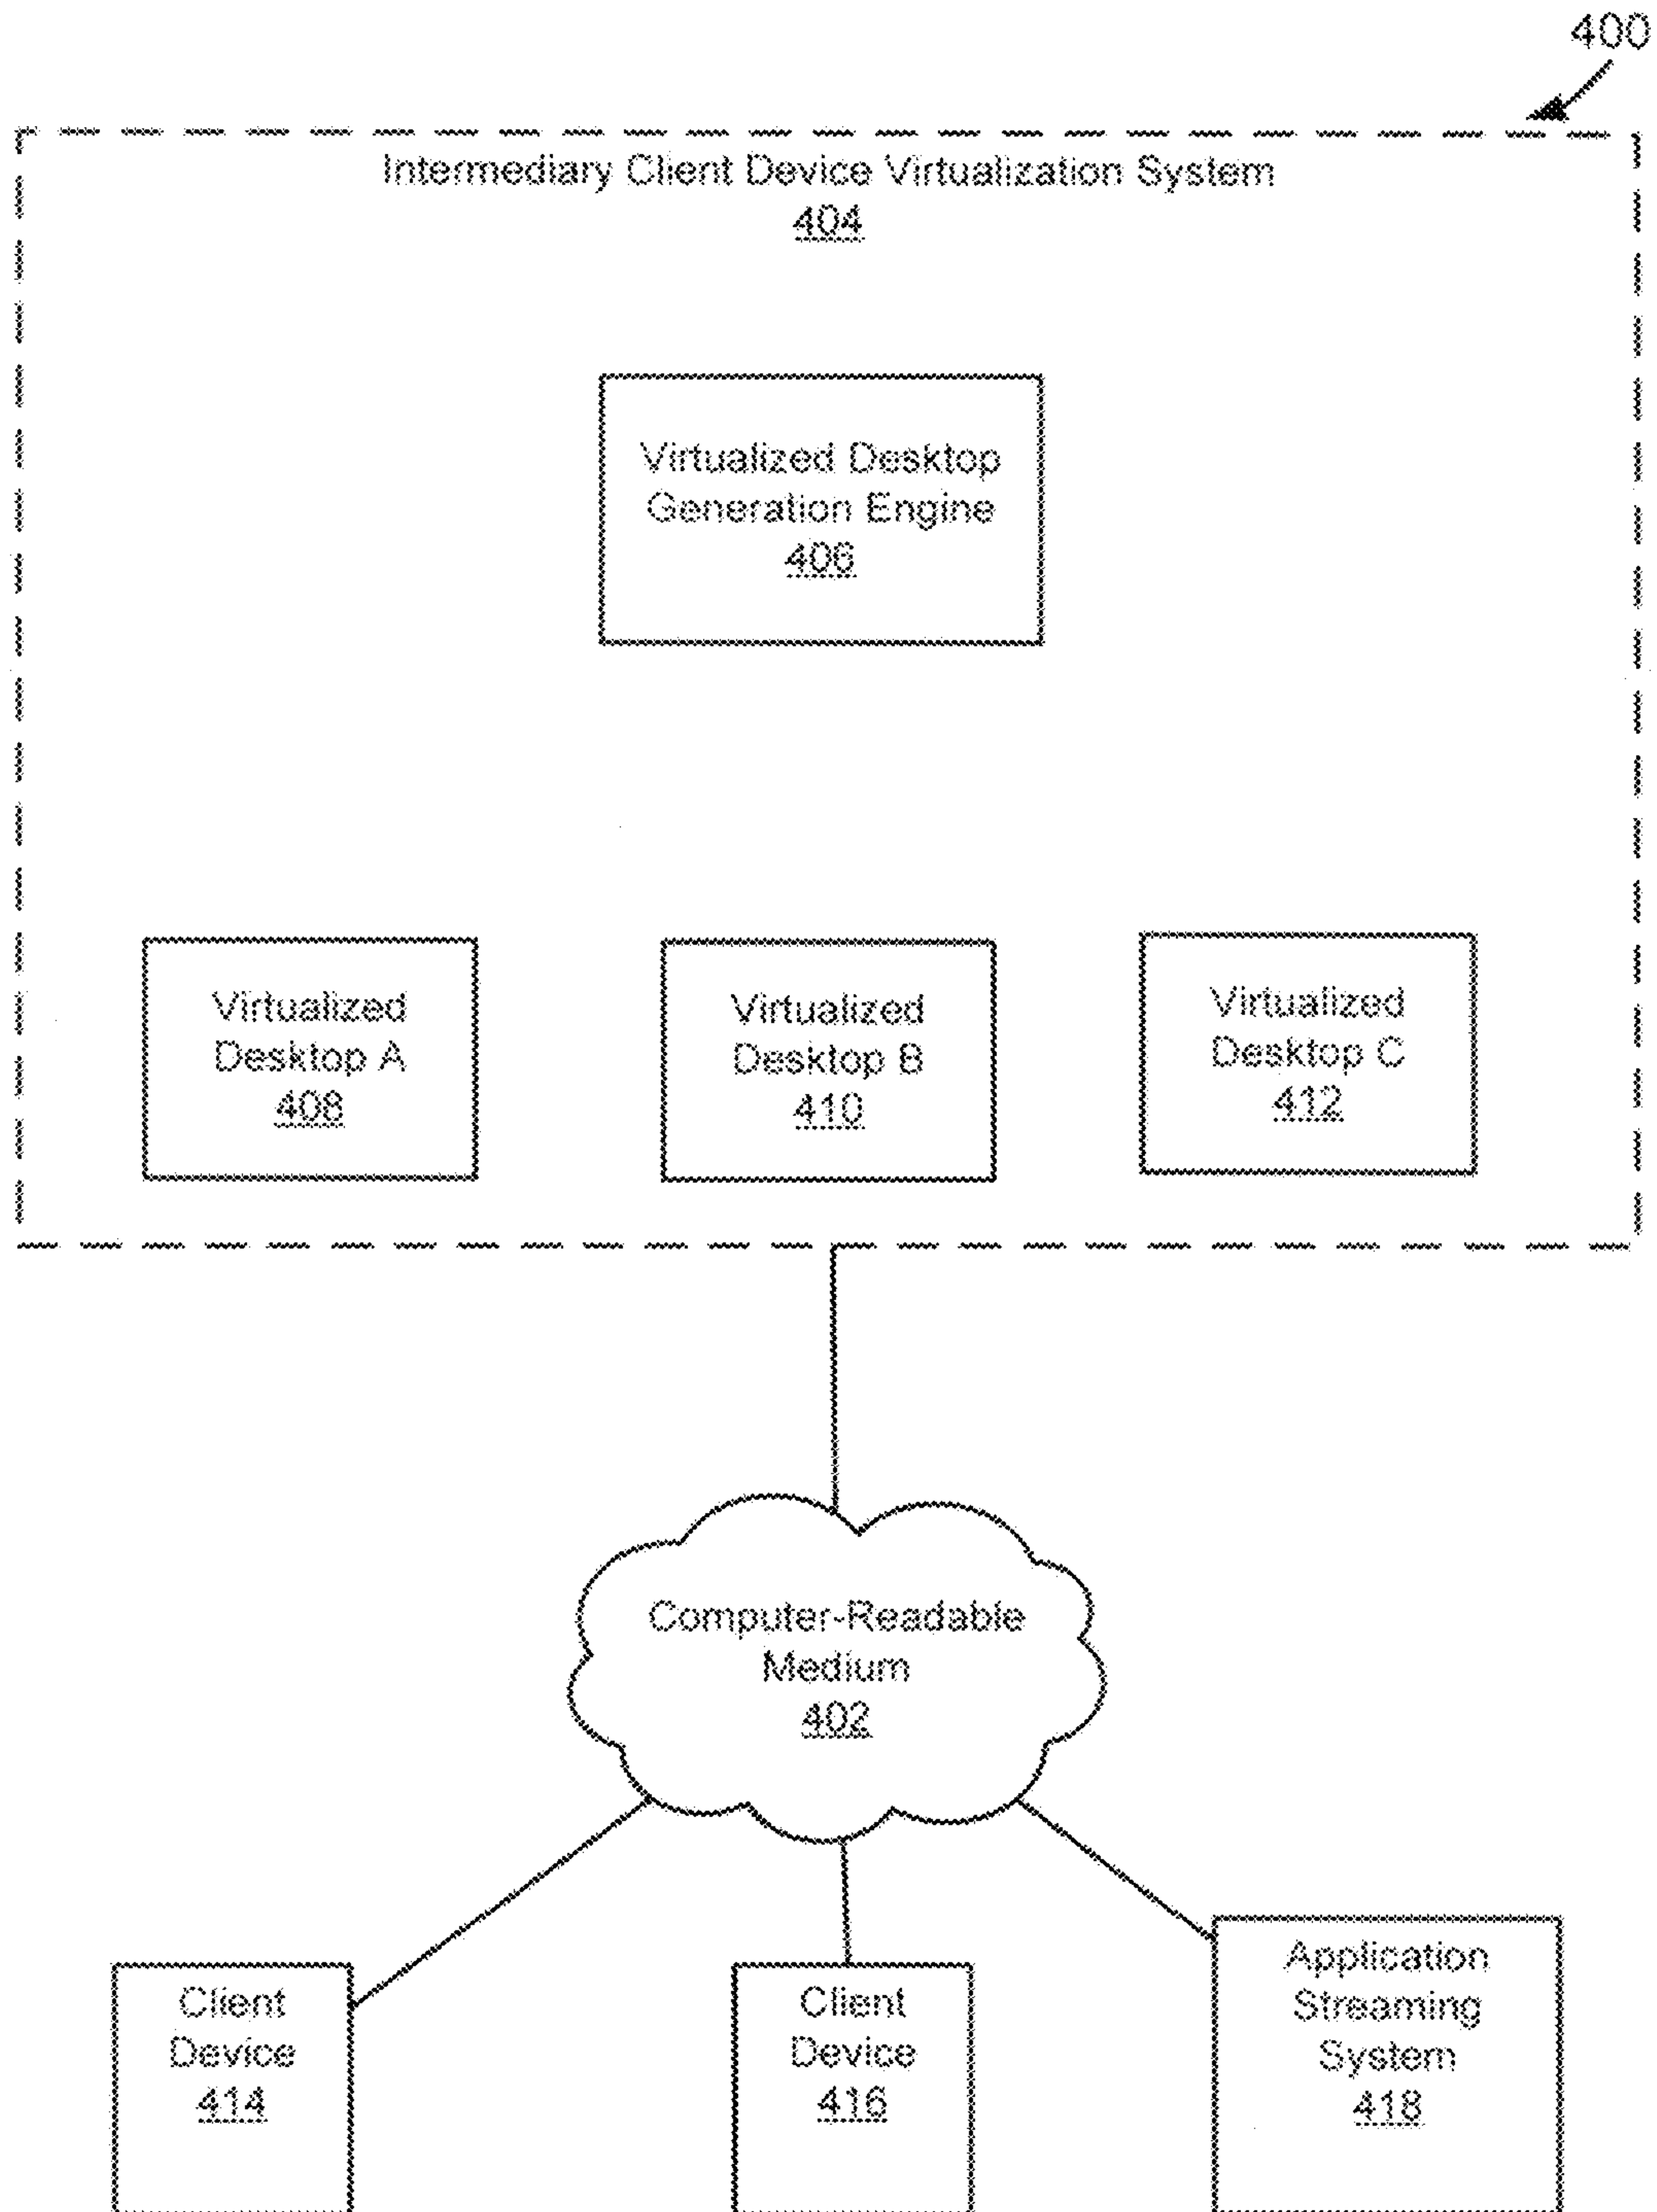 400
Intermediary Client Device Virtualization System
404
Virtualized Desktop
Generation Engine
406
Virtualized
Desktop A
408
Virtualized
Desktop B
410
Virtualized
Desktop C
412
Computer-Readable
Medium
402
Client
Device
414
Client
Device
416
Application
Streaming
System
418